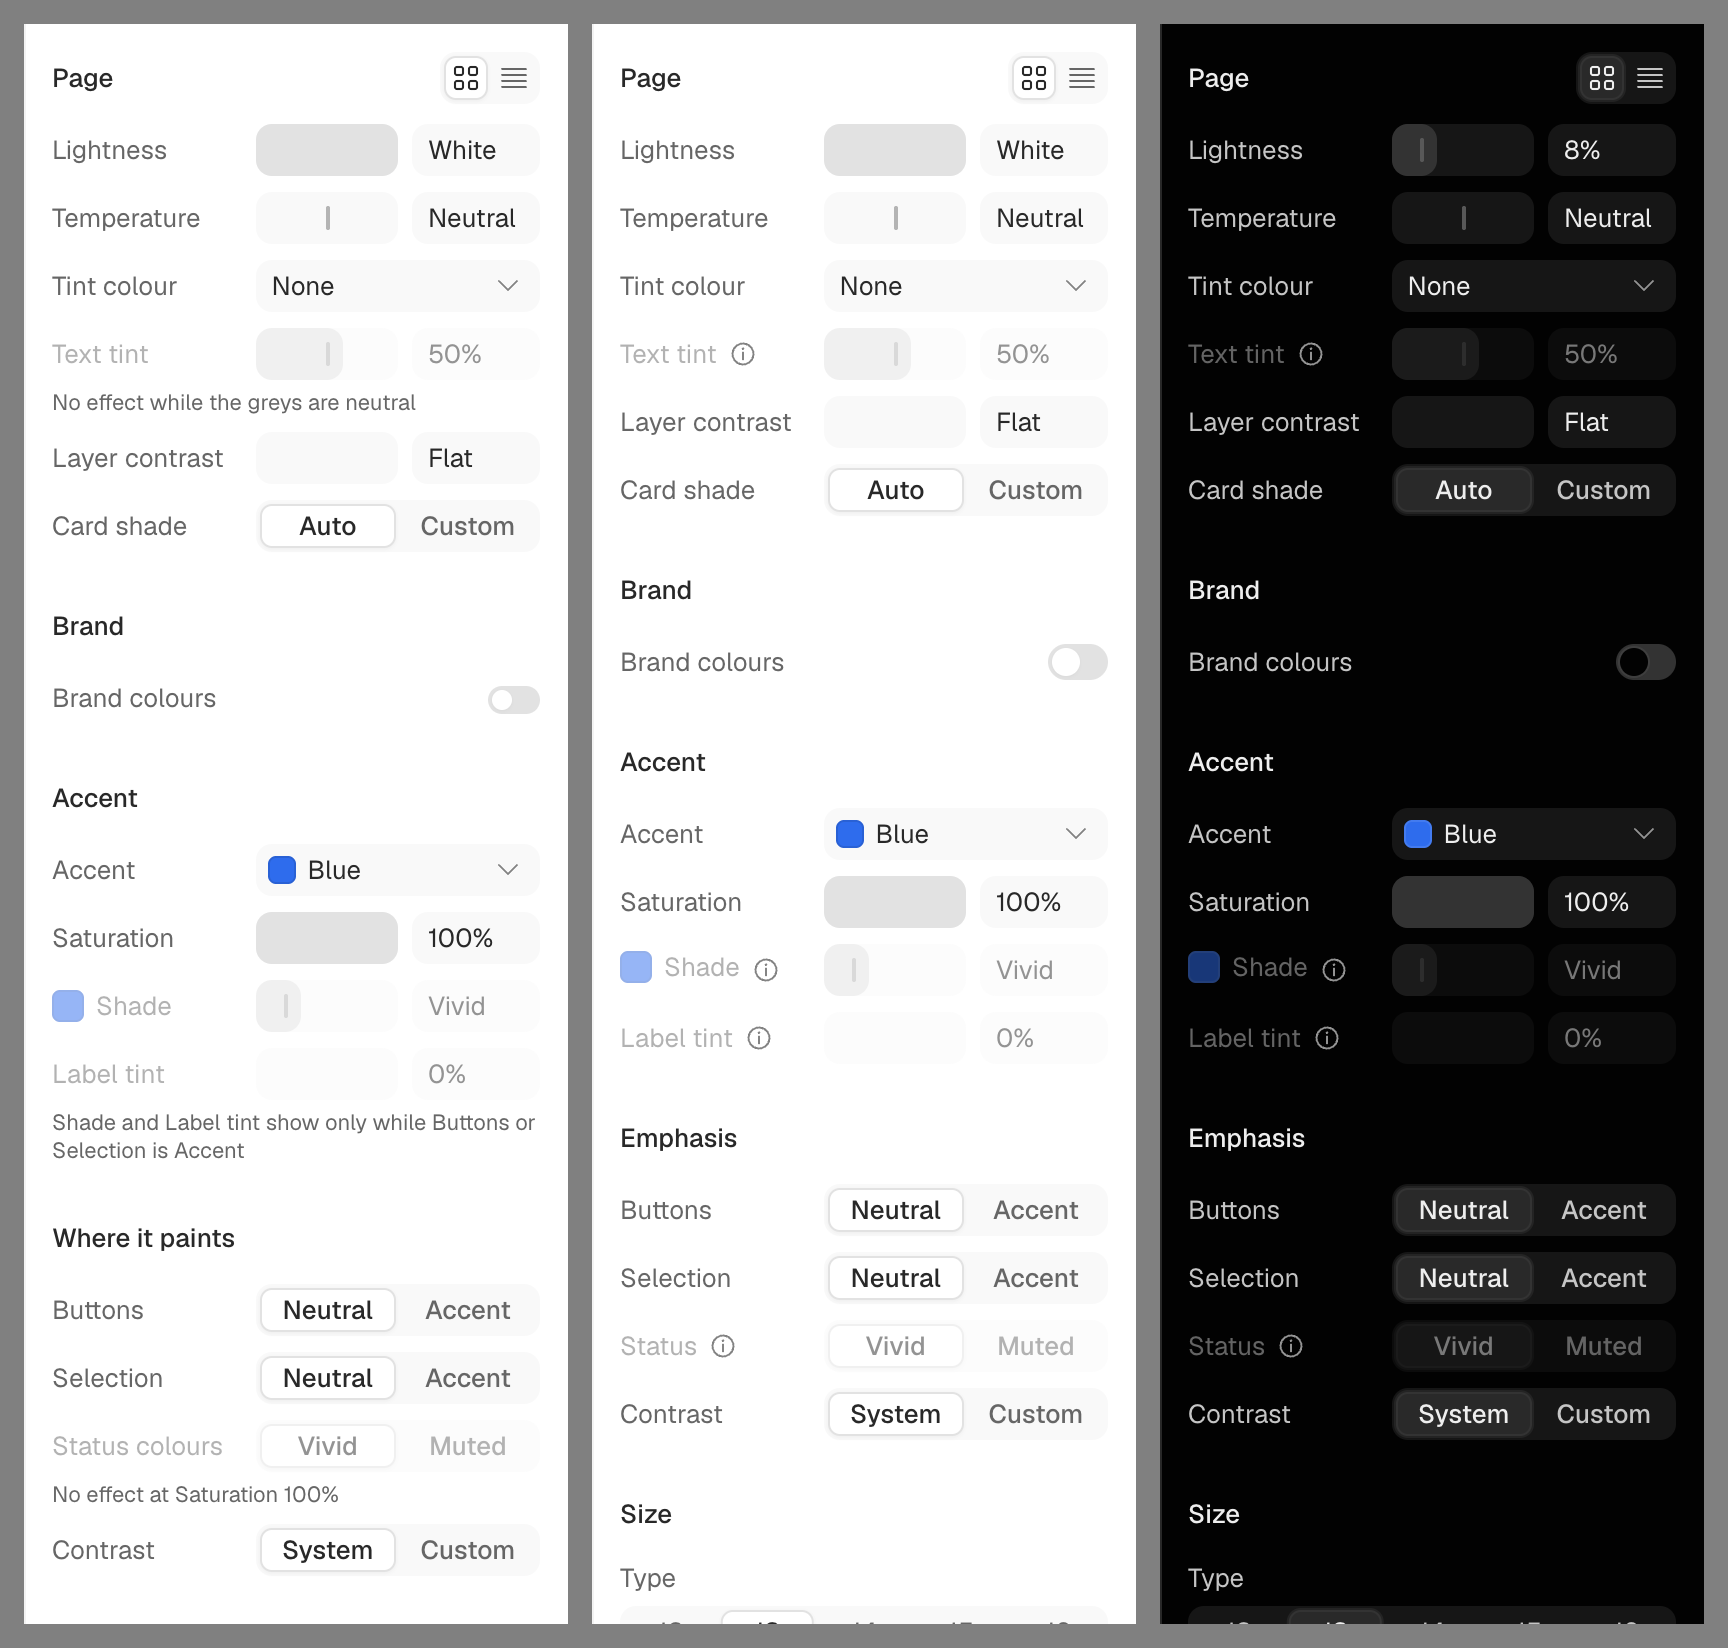 Page
Lightness White
Temperature Neutral
Tint colour None
Text tint 50%
No effect while the greys are neutral
Layer contrast Flat
Card shade Auto Custom
Brand
Brand colours
Accent
Accent Blue
Saturation 100%
Shade Vivid
Label tint 0%
Shade and Label tint show only while Buttons or
Selection is Accent
Where it paints
Buttons Neutral Accent
Selection Neutral Accent
Status colours Vivid Muted
No effect at Saturation 100%
Contrast System Custom
Page
Lightness White
Temperature Neutral
Tint colour None
Text tint 50%
Layer contrast Flat
Card shade Auto Custom
Brand
Brand colours
Accent
Accent Blue
Saturation 100%
Shade Vivid
Label tint 0%
Emphasis
Buttons Neutral Accent
Selection Neutral Accent
Status Vivid Muted
Contrast System Custom
Size
Type
Page
Lightness 8%
Temperature Neutral
Tint colour None
Text tint 50%
Layer contrast Flat
Card shade Auto Custom
Brand
Brand colours
Accent
Accent Blue
Saturation 100%
Shade Vivid
Label tint 0%
Emphasis
Buttons Neutral Accent
Selection Neutral Accent
Status Vivid Muted
Contrast System Custom
Size
Type